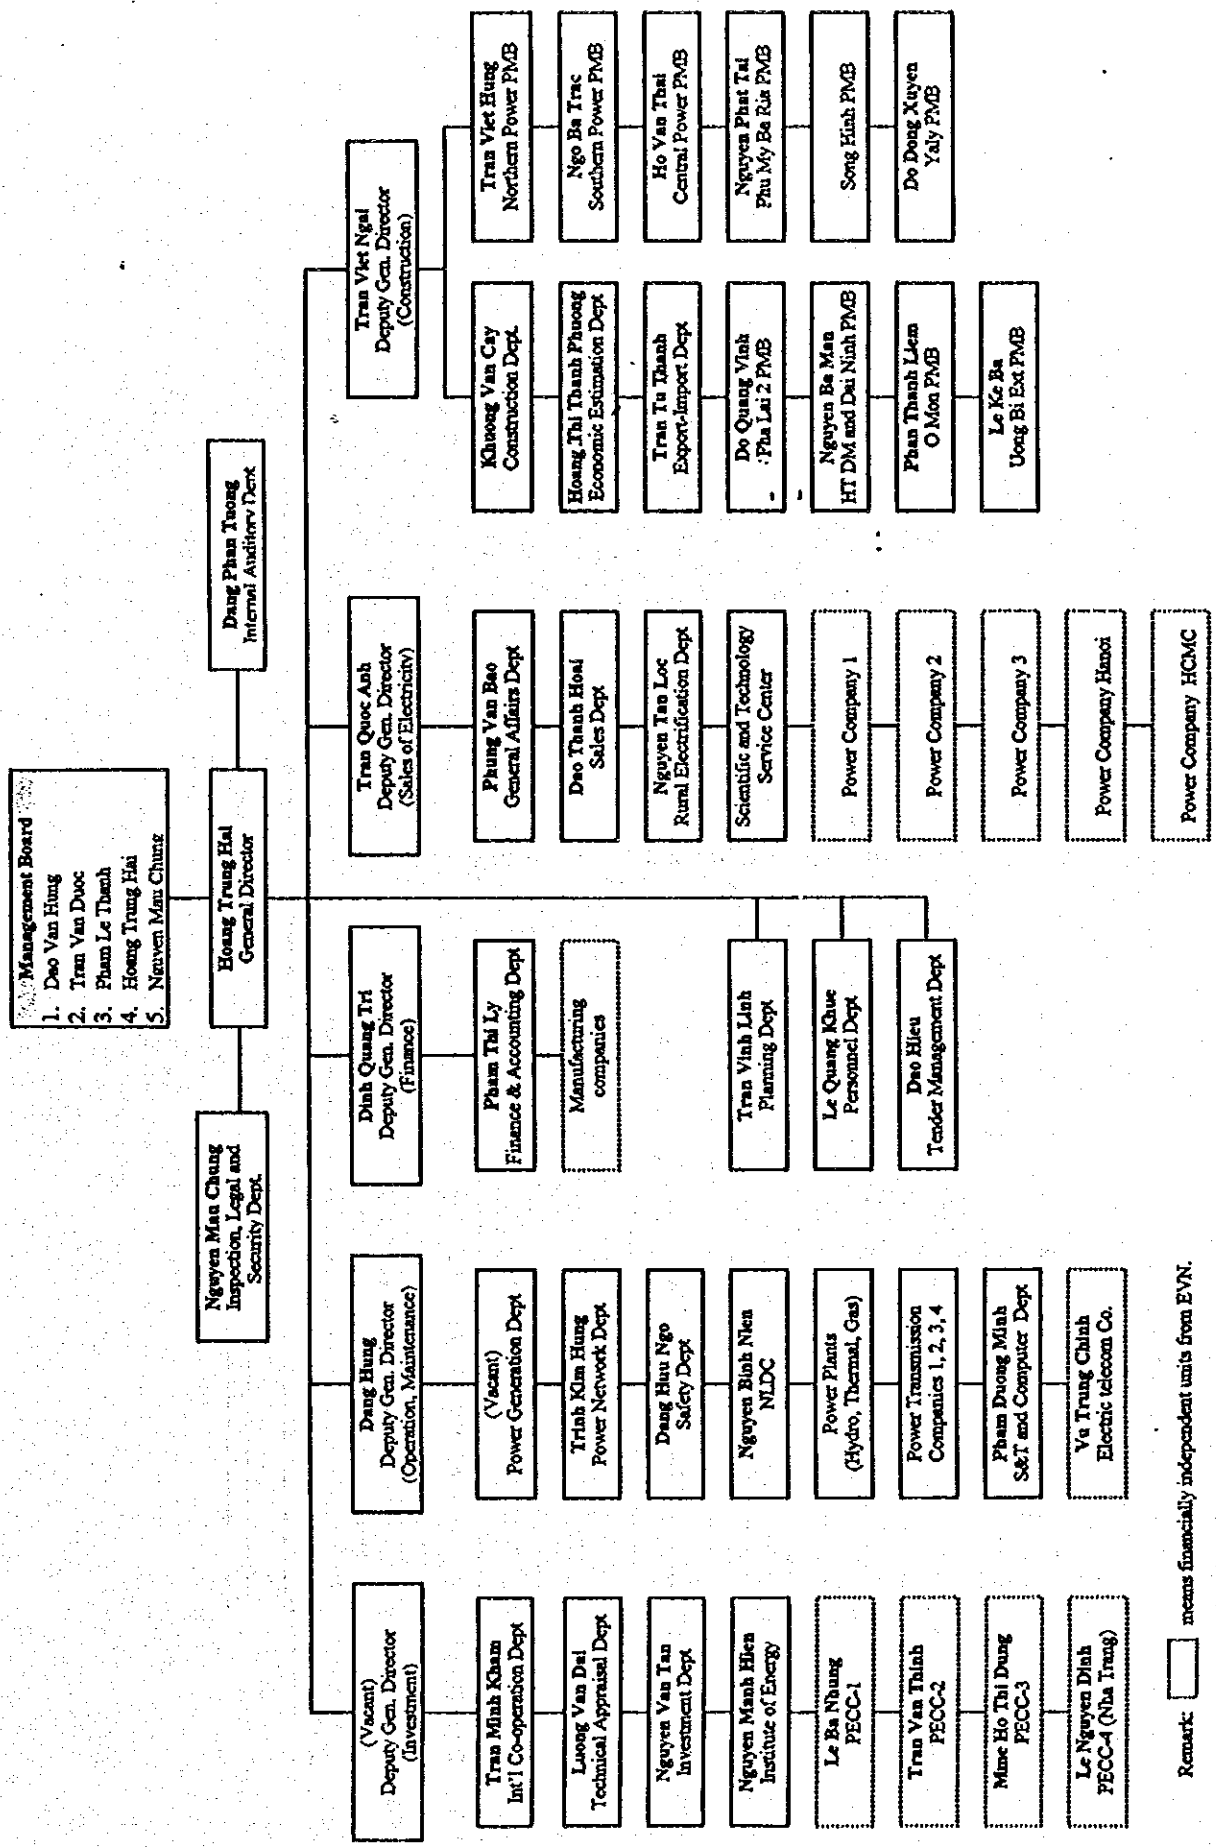 Management Board
1. Dao Van Hung
2. Tran Van Duoc
3. Pham Le Thanh
4. Hoang Trung Hai
5. Nguyen Mau Chung
Nguyen Mau Chung
Inspection, Legal and
Security Dept.
Hoang Trung Hai
General Director
Dang Phan Tuong
Internal Auditory Dept
(Vacant)
Deputy Gen. Director
(Investment)
Tran Minh Kham
Int'l Co-operation Dept
Luong Van Dai
Technical Appraisal Dept
Nguyen Van Tan
Investment Dept
Nguyen Manh Hien
Institute of Energy
Le Ba Nhung
PECC-1
Tran Van Thinh
PECC-2
Mme Ho Thi Dung
PECC-3
Le Nguyen Dinh
PECC-4 (Nha Trang)
Dang Hung
Deputy Gen. Director
(Operation, Maintenance)
(Vacant)
Power Generation Dept
Trinh Kim Hung
Power Network Dept
Dang Huu Ngo
Safety Dept
Nguyen Binh Nien
NLDC
Power Plants
(Hydro, Thermal, Gas)
Power Transmission
Companies 1, 2, 3, 4
Pham Duong Minh
S&T and Computer Dept
Vu Trung Chinh
Electric telecom Co.
Dinh Quang Tri
Deputy Gen. Director
(Finance)
Pham Thi Ly
Finance & Accounting Dept
Manufacturing
companies
Tran Vinh Linh
Planning Dept
Le Quang Khue
Personnel Dept
Dao Hieu
Tender Management Dept
Tran Quoc Anh
Deputy Gen. Director
(Sales of Electricity)
Phung Van Bao
General Affairs Dept
Dao Thanh Hoai
Sales Dept
Nguyen Tan Loc
Rural Electrification Dept
Scientific and Technology
Service Center
Power Company 1
Power Company 2
Power Company 3
Power Company Hanoi
Power Company HCMC
Tran Viet Ngai
Deputy Gen. Director
(Construction)
Khuong Van Cay
Construction Dept.
Hoang Thi Thanh Phuong
Economic Estimation Dept
Tran Tu Thanh
Export-Import Dept
Do Quang Vinh
Pha Lai 2 PMB
Nguyen Ba Man
HT DM and Dai Ninh PMB
Phan Thanh Liem
O Mon PMB
Le Ke Ba
Uong Bi Ext PMB
Tran Viet Hung
Northern Power PMB
Ngo Ba Trac
Southern Power PMB
Ho Van Thai
Central Power PMB
Nguyen Phat Tai
Phu My Ba Ria PMB
Song Hinh PMB
Do Dong Xuyen
Yaly PMB
Remark: means financially independent units from EVN.